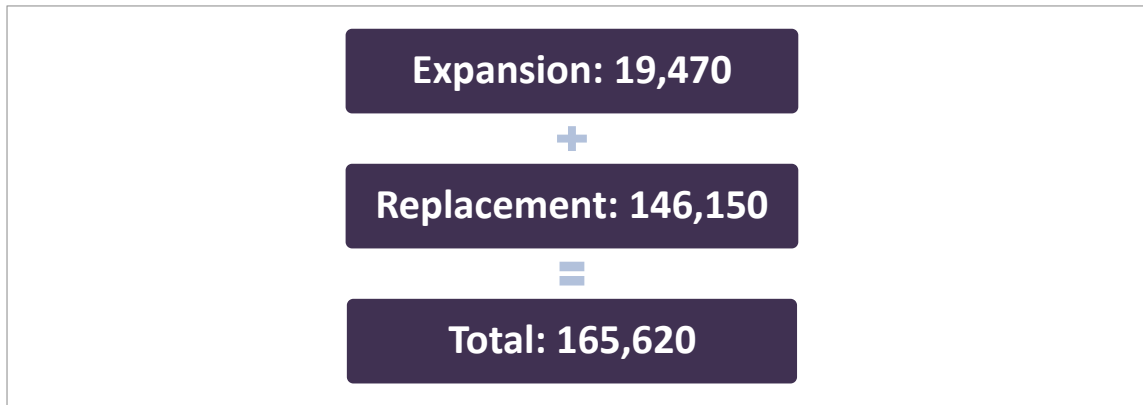 Expansion: 19,470
+
Replacement: 146,150
=
Total: 165,620